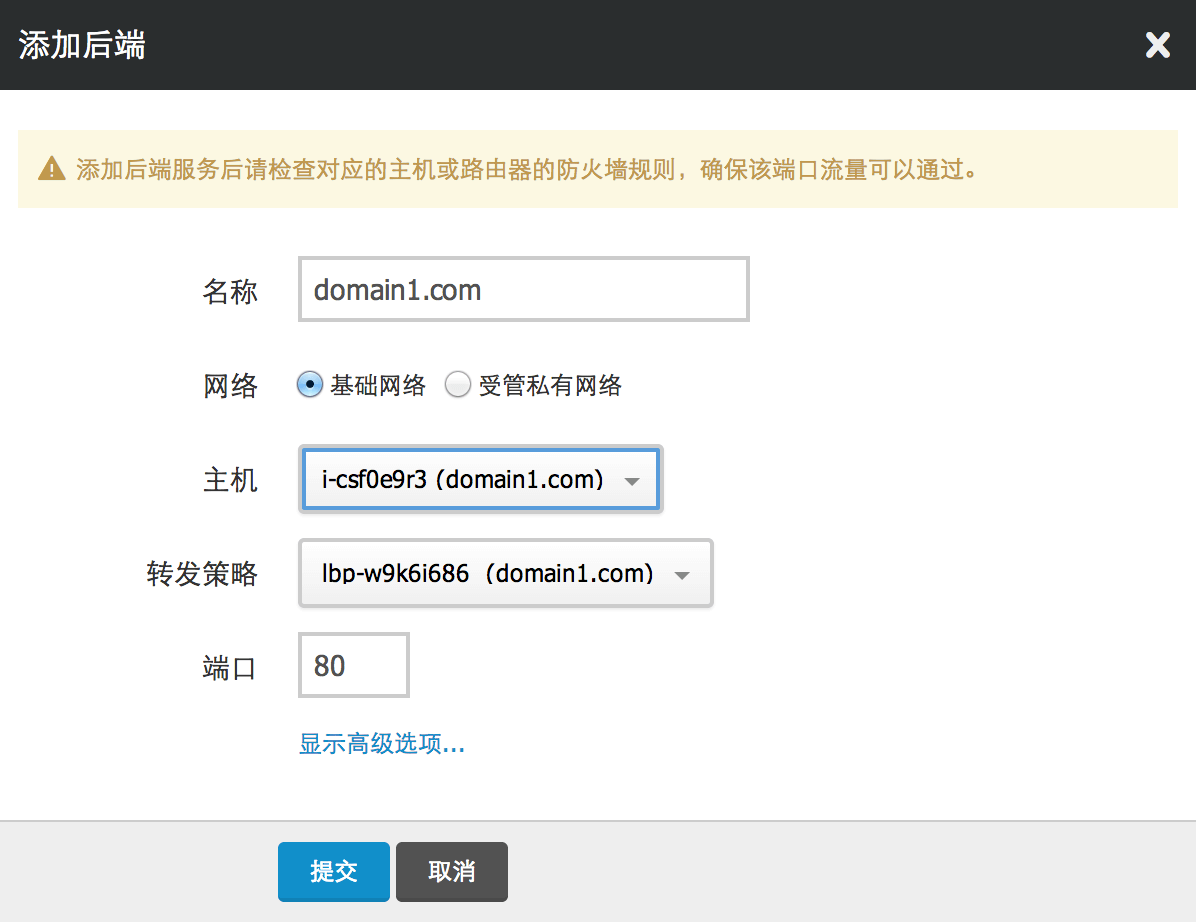 添加后端
添加后端服务后请检查对应的主机或路由器的防火墙规则，确保该端口流量可以通过。
名称 domain1.com
网络 基础网络 受管私有网络
主机 i-csf0e9r3 (domain1.com)
转发策略 lbp-w9k6i686 (domain1.com)
端口 80
显示高级选项...
提交 取消